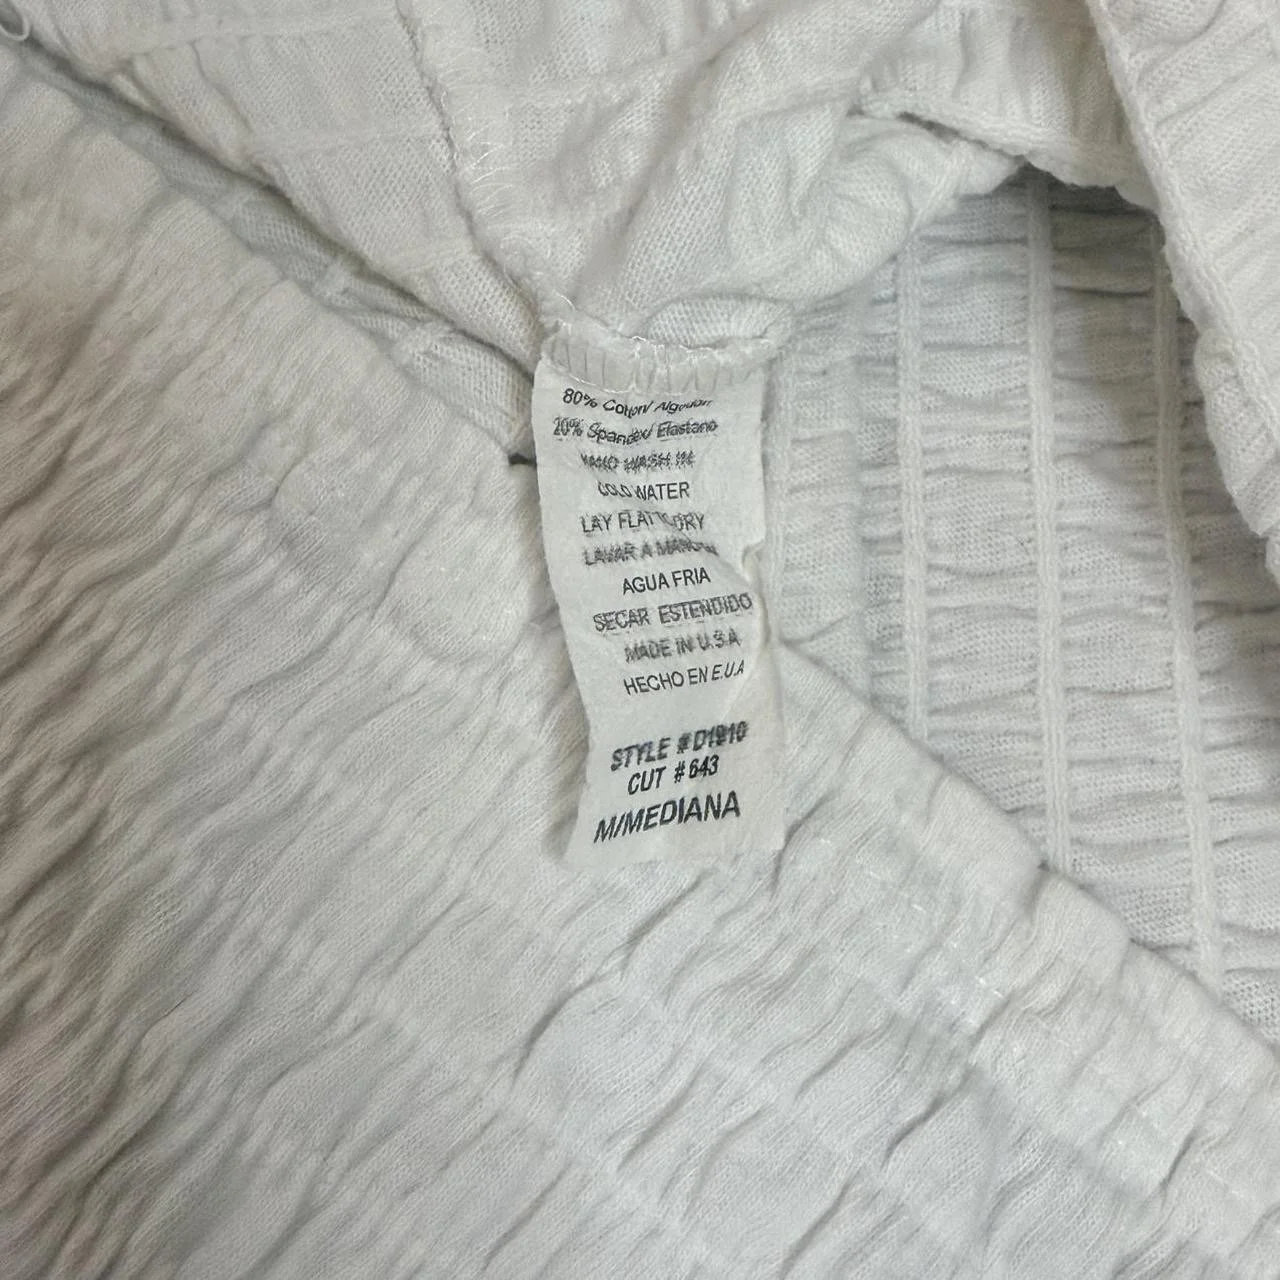 80% Cotton/ Algodon
20% Spandex/ Elastano
HAND WASH IN
COLD WATER
LAY FLAT TO DRY
LAVAR A MANO
AGUA FRIA
SECAR ESTENDIDO
MADE IN U.S.A
HECHO EN E.U.A
STYLE # D1910
CUT # 643
M/MEDIANA